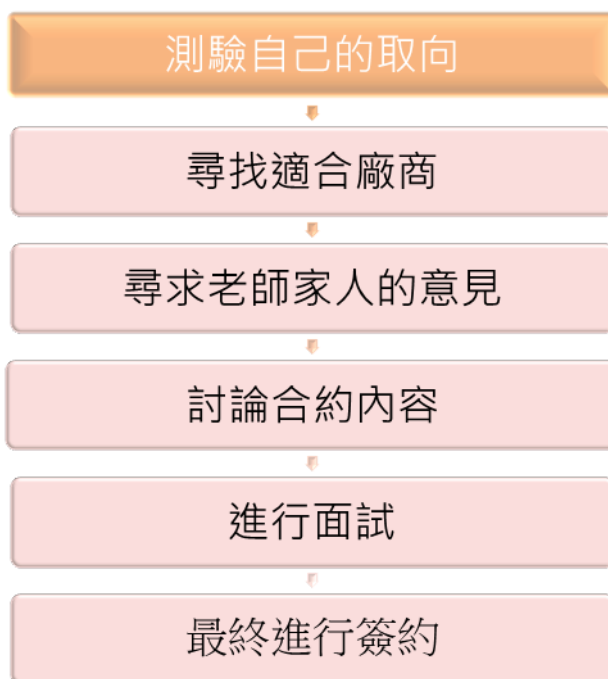 測驗自己的取向
尋找適合廠商
尋求老師家人的意見
討論合約內容
進行面試
最終進行簽約